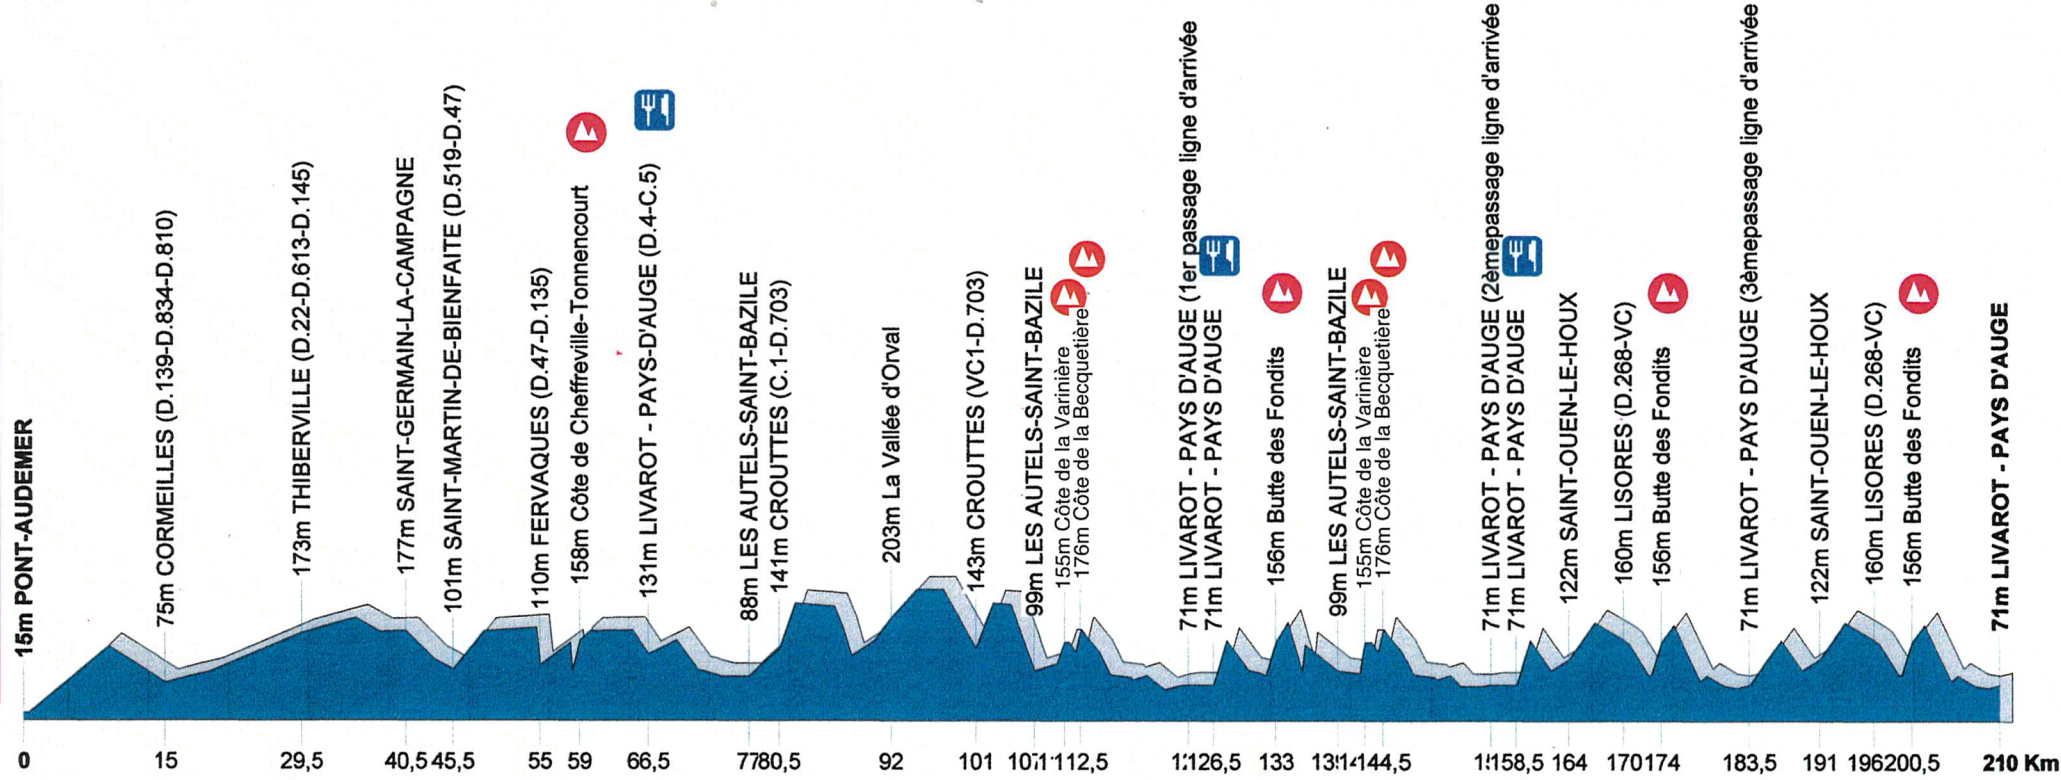 15m PONT-AUDEMER
75m CORMEILLES (D.139-D.834-D.810)
173m THIBERVILLE (D.22-D.613-D.145)
177m SAINT-GERMAIN-LA-CAMPAGNE
101m SAINT-MARTIN-DE-BIENFAITE (D.519-D.47)
110m FERVAQUES (D.47-D.135)
158m Côte de Cheffreville-Tonnencourt
131m LIVAROT - PAYS-D'AUGE (D.4-C.5)
88m LES AUTELS-SAINT-BAZILE
141m CROUTTES (C.1-D.703)
203m La Vallée d'Orval
143m CROUTTES (VC1-D.703)
99m LES AUTELS-SAINT-BAZILE
155m Côte de la Varinière
176m Côte de la Becquetière
71m LIVAROT - PAYS D'AUGE (1er passage ligne d'arrivée
71m LIVAROT - PAYS D'AUGE
156m Butte des Fondits
99m LES AUTELS-SAINT-BAZILE
155m Côte de la Varinière
176m Côte de la Becquetière
71m LIVAROT - PAYS D'AUGE (2èmepassage ligne d'arrivée
71m LIVAROT - PAYS D'AUGE
122m SAINT-OUEN-LE-HOUX
160m LISORES (D.268-VC)
156m Butte des Fondits
71m LIVAROT - PAYS D'AUGE (3èmepassage ligne d'arrivée
122m SAINT-OUEN-LE-HOUX
160m LISORES (D.268-VC)
156m Butte des Fondits
71m LIVAROT - PAYS D'AUGE
0 15 29,5 40,5 45,5 55 59 66,5 77 80,5 92 101 112,5 126,5 133 144,5 158,5 164 170 174 183,5 191 196 200,5 210 Km